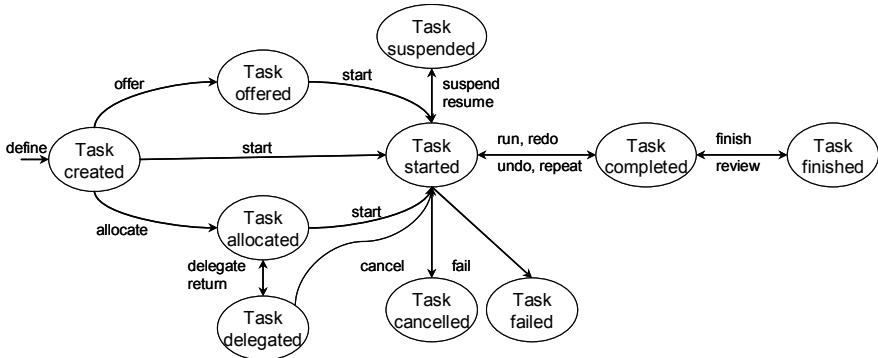 Task
suspended
offer
Task
offered
start
suspend
resume
define
Task
created
start
Task
started
run, redo
undo, repeat
Task
completed
finish
review
Task
finished
allocate
Task
allocated
start
delegate
return
cancel
fail
Task
delegated
Task
cancelled
Task
failed